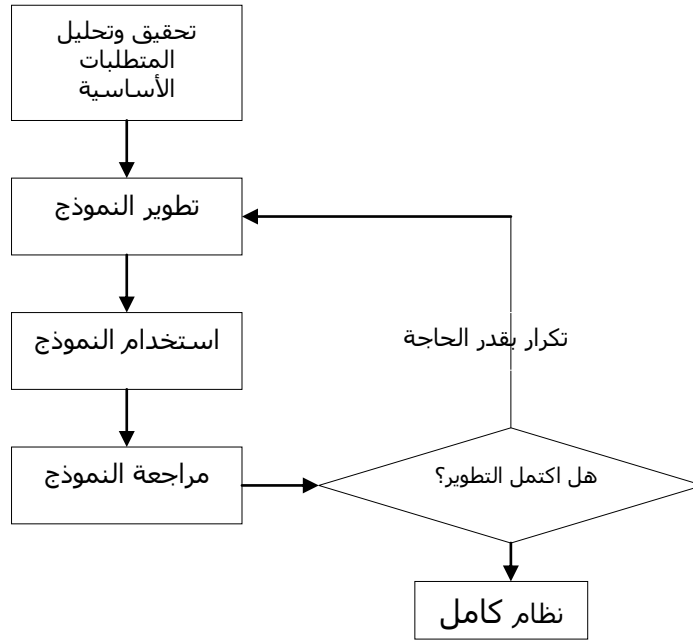 تحقيق وتحليل
المتطلبات
الأساسية
تطوير النموذج
استخدام النموذج
تكرار بقدر الحاجة
مراجعة النموذج
هل اكتمل التطوير؟
نظام كامل